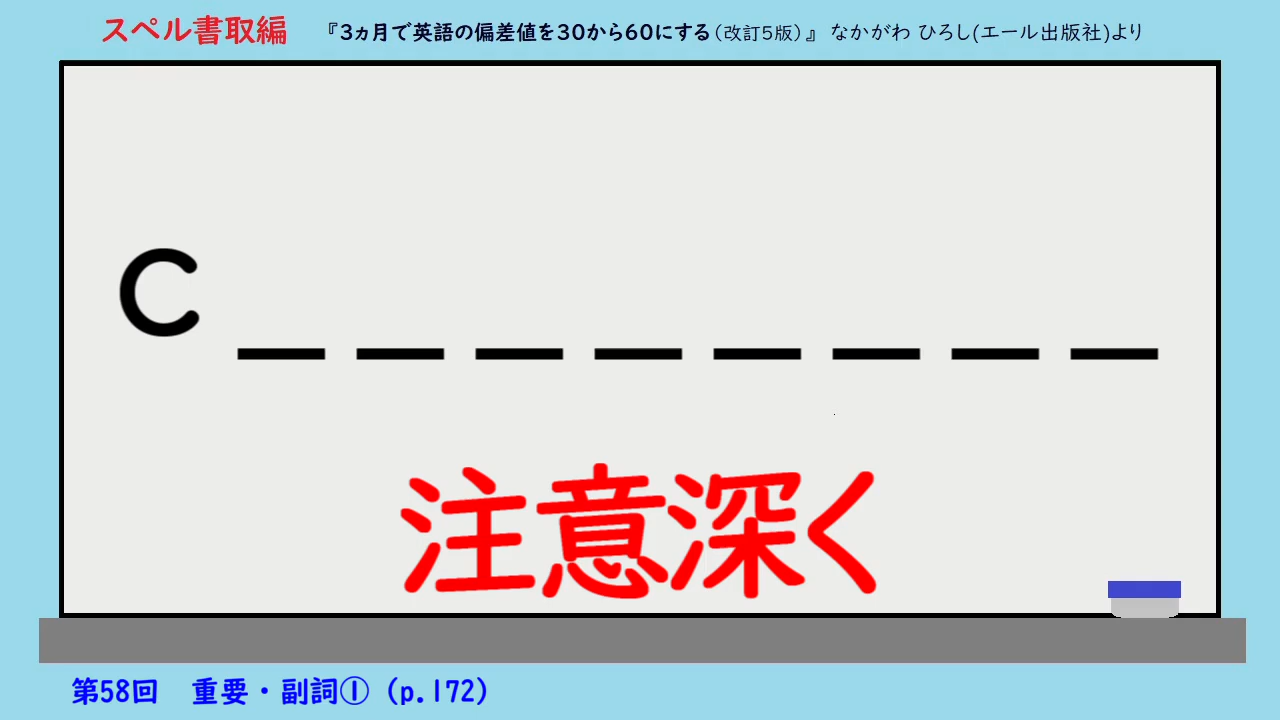 スペル書取編 『3ヵ月で英語の偏差値を30から60にする(改訂5版)』 なかがわ ひろし(エール出版社)より
c _ _ _ _ _ _ _ _
注意深く
第58回 重要・副詞① (p.172)